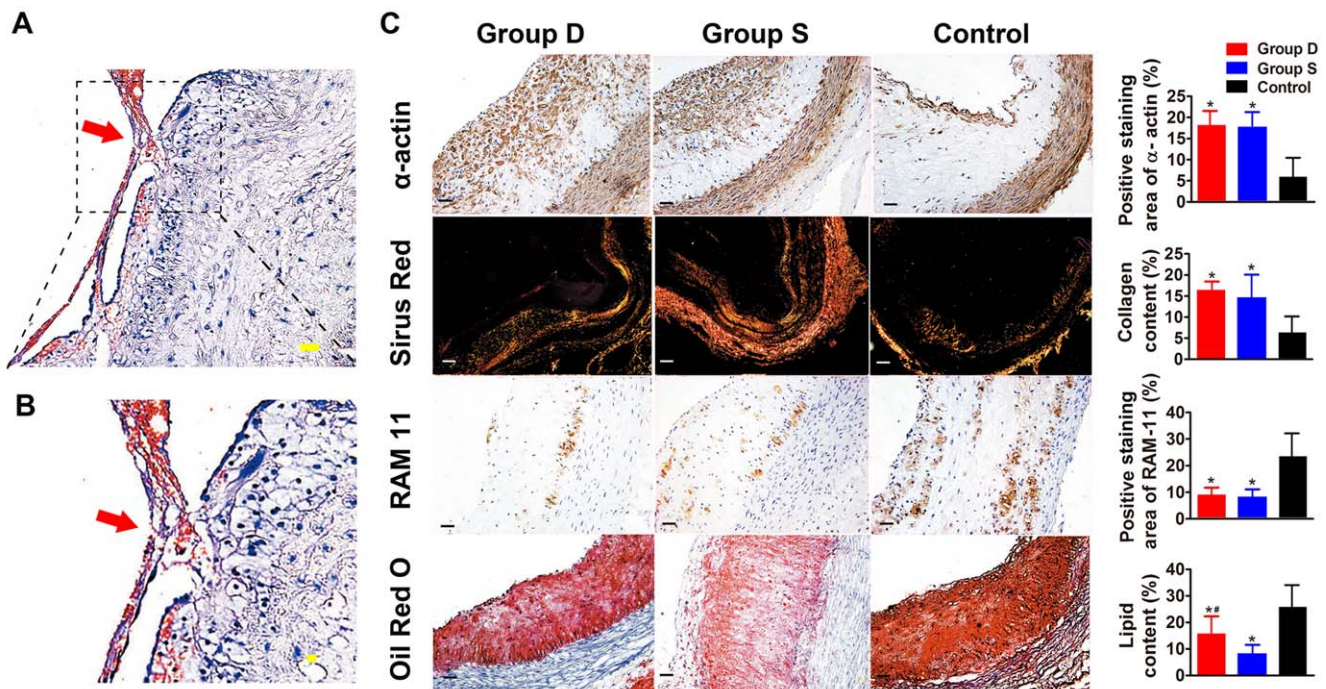 A
B
C
Group D
Group S
Control
α-actin
Sirus Red
RAM 11
Oil Red O
Group D
Group S
Control
Positive staining
area of α- actin (%)
25
20
15
10
5
0
*
*
Collagen
content (%)
25
20
15
10
5
0
*
*
Positive staining
area of RAM-11 (%)
40
30
20
10
0
*
*
Lipid
content (%)
40
30
20
10
0
*#
*